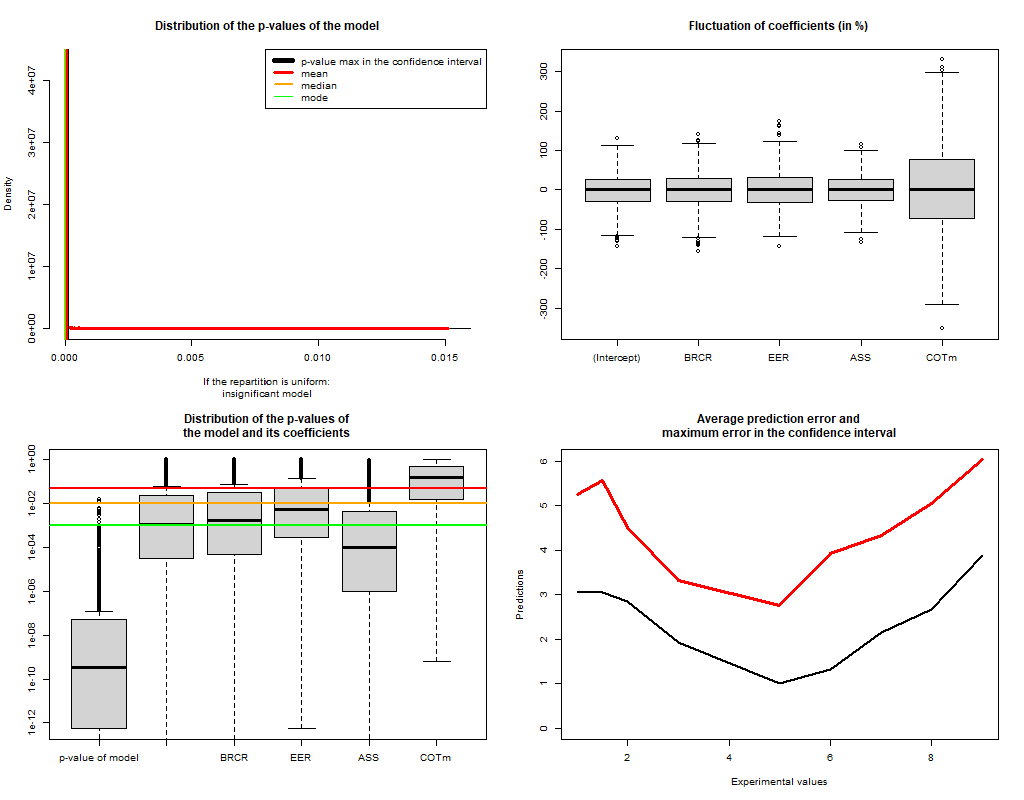 Distribution of the p-values of the model
p-value max in the confidence interval
mean
median
mode
Density
0e+00 1e+07 2e+07 3e+07 4e+07
0.000 0.005 0.010 0.015
If the repartition is uniform:
insignificant model
Fluctuation of coefficients (in %)
-300 -200 -100 0 100 200 300
(Intercept) BRCR EER ASS COTm
Distribution of the p-values of
the model and its coefficients
1e-12 1e-10 1e-08 1e-06 1e-04 1e-02 1e+00
p-value of model BRCR EER ASS COTm
Average prediction error and
maximum error in the confidence interval
Predictions
0 1 2 3 4 5 6
2 4 6 8
Experimental values